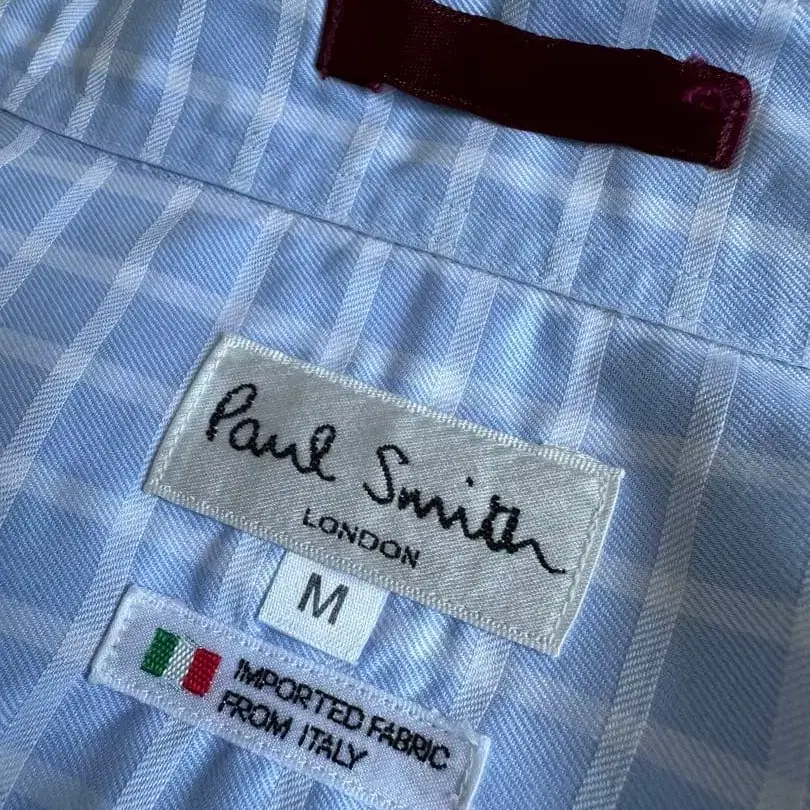 Paul Smith
LONDON
M
IMPORTED FABRIC
FROM ITALY